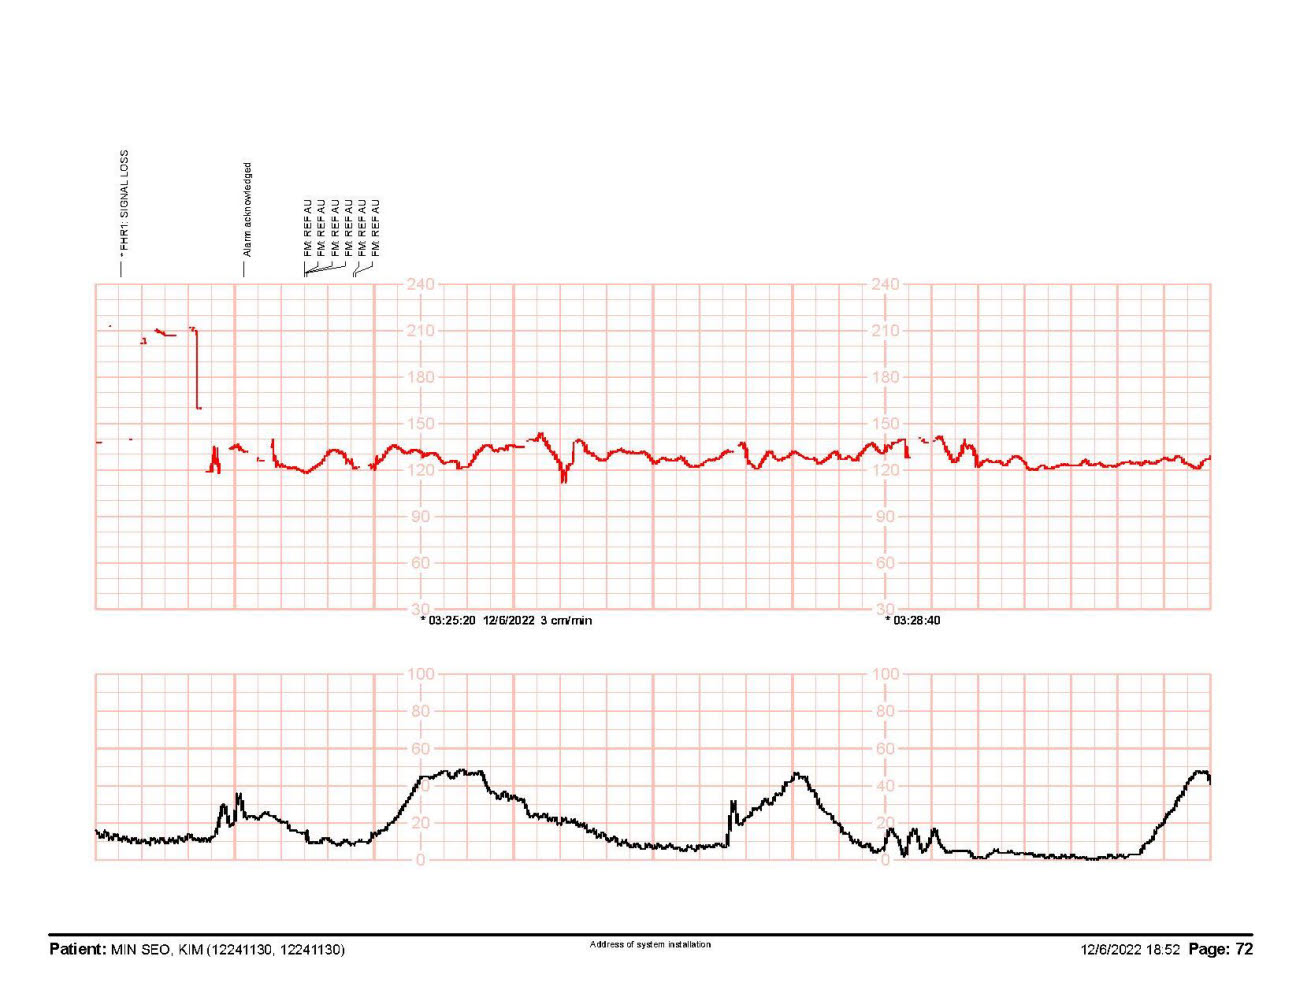 * FHR1: SIGNAL LOSS
Alarm acknowledged
FM: REF AU
FM: REF AU
FM: REF AU
FM: REF AU
FM: REF AU
FM: REF AU
240 240
210 210
180 180
150 150
120 120
90 90
60 60
30 30
* 03:25:20 12/6/2022 3 cm/min * 03:28:40
100 100
80 80
60 60
40 40
20 20
0 0
Patient: MIN SEO, KIM (12241130, 12241130) Address of system installation 12/6/2022 18:52 Page: 72